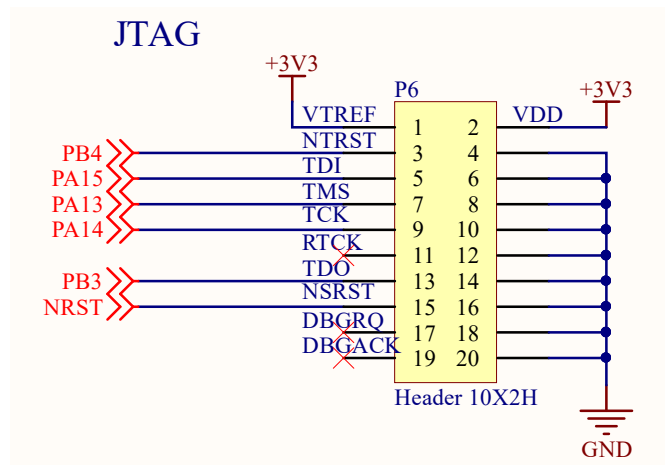 JTAG
+3V3
P6
+3V3
VTREF 1 2 VDD
PB4 NTRST 3 4
PA15 TDI 5 6
PA13 TMS 7 8
PA14 TCK 9 10
RTCK 11 12
PB3 TDO 13 14
NRST NSRST 15 16
DBGRQ 17 18
DBGACK 19 20
Header 10X2H
GND